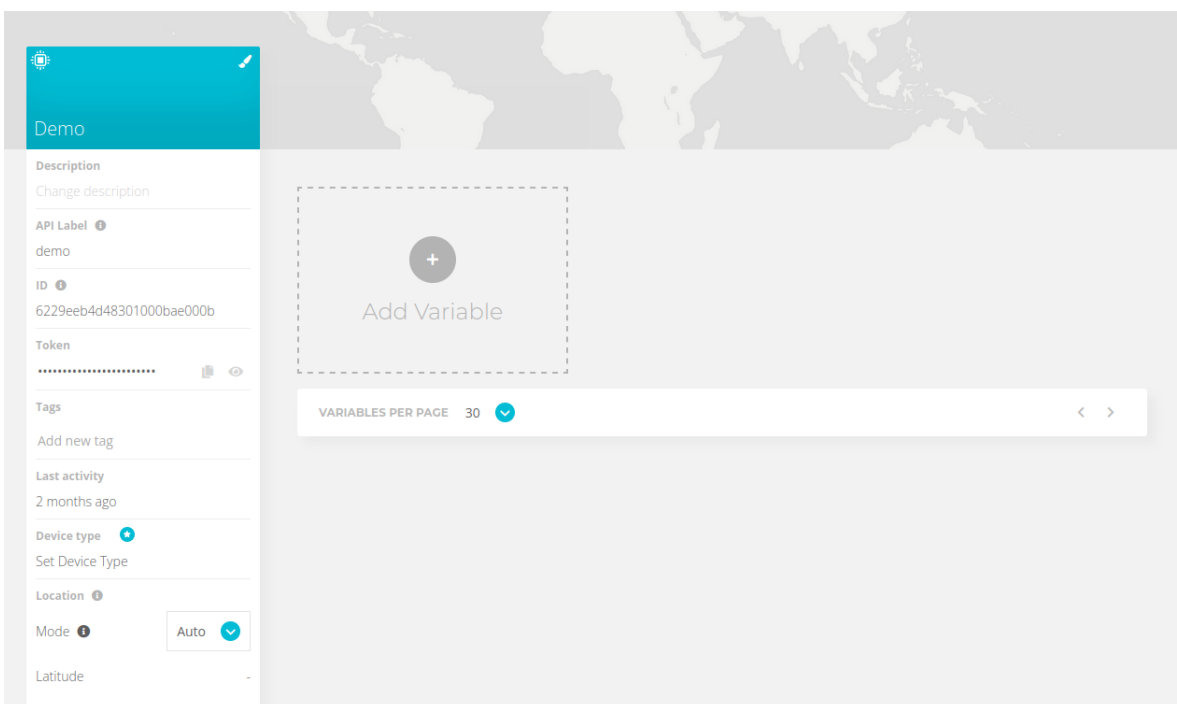 Demo
Description
Change description
API Label
demo
ID
6229eeb4d48301000bae000b
Token
••••••••••••••••••••••••
Tags
Add new tag
Last activity
2 months ago
Device type
Set Device Type
Location
Mode
Auto
Latitude
-
Add Variable
VARIABLES PER PAGE 30